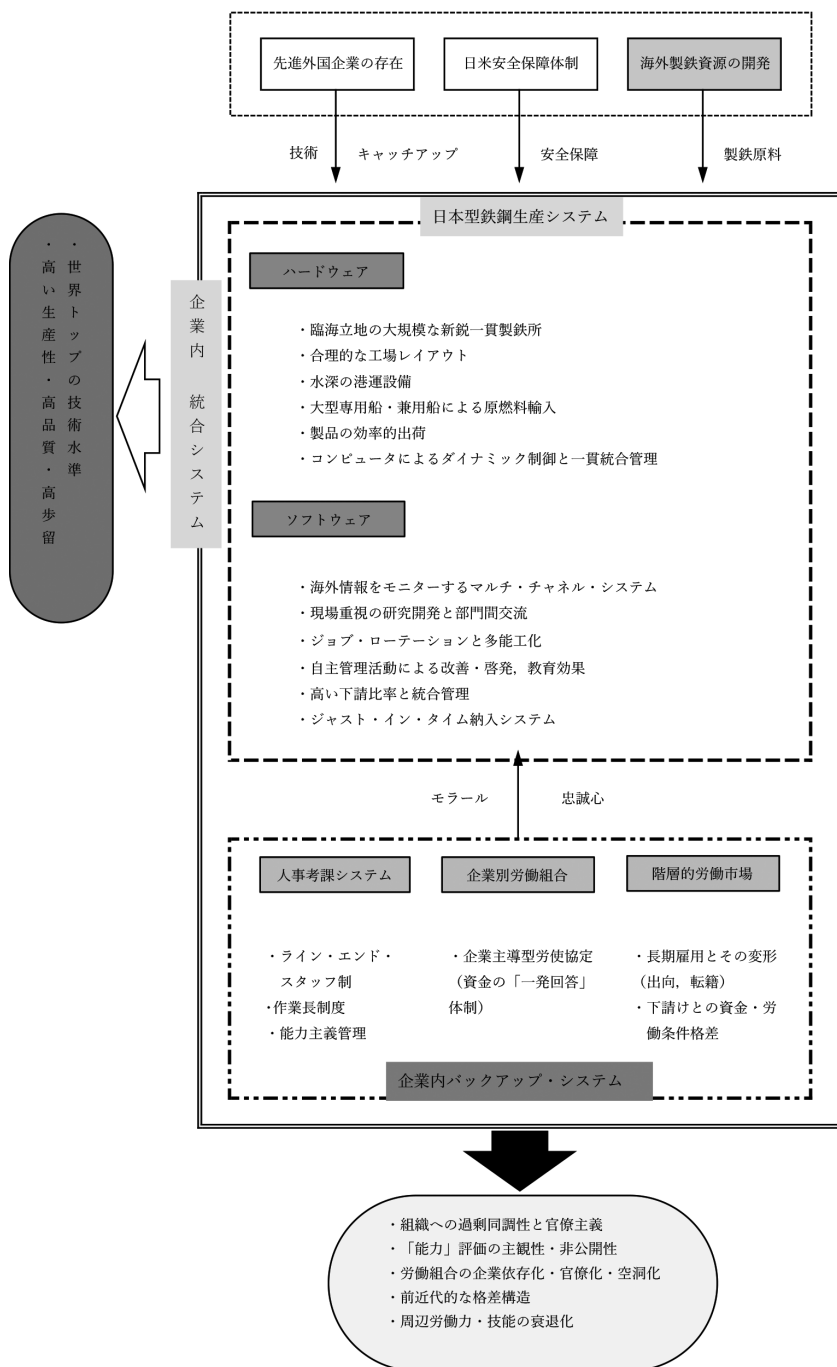 先進外国企業の存在
日米安全保障体制
海外製鉄資源の開発
技術
キャッチアップ
安全保障
製鉄原料
日本型鉄鋼生産システム
企業内　統合システム
・世界トップの技術水準
・高い生産性・高品質・高歩留
ハードウェア
・臨海立地の大規模な新鋭一貫製鉄所
・合理的な工場レイアウト
・水深の港運設備
・大型専用船・兼用船による原燃料輸入
・製品の効率的出荷
・コンピュータによるダイナミック制御と一貫統合管理
ソフトウェア
・海外情報をモニターするマルチ・チャネル・システム
・現場重視の研究開発と部門間交流
・ジョブ・ローテーションと多能工化
・自主管理活動による改善・啓発，教育効果
・高い下請比率と統合管理
・ジャスト・イン・タイム納入システム
モラール
忠誠心
人事考課システム
・ライン・エンド・
スタッフ制
・作業長制度
・能力主義管理
企業別労働組合
・企業主導型労使協定
（資金の「一発回答」
体制）
階層的労働市場
・長期雇用とその変形
（出向，転籍）
・下請けとの資金・労
働条件格差
企業内バックアップ・システム
・組織への過剰同調性と官僚主義
・「能力」評価の主観性・非公開性
・労働組合の企業依存化・官僚化・空洞化
・前近代的な格差構造
・周辺労働力・技能の衰退化